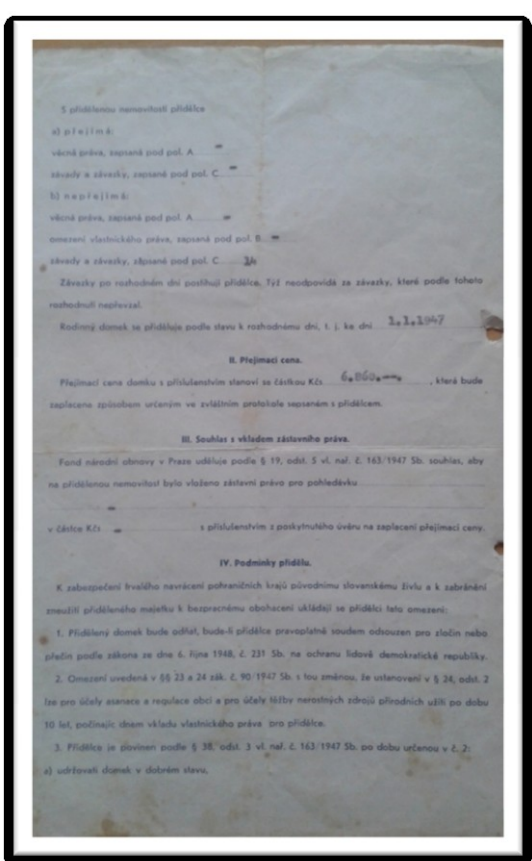 S přidělenou nemovitostí přídělce
a) přejímá:
věcná práva, zapsaná pod pol. A –
závady a závazky, zapsané pod pol. C –
b) nepřejímá:
věcná práva, zapsaná pod pol. A –
omezení vlastnického práva, zapsaná pod pol. B –
závady a závazky, zapsané pod pol. C
Závazky po rozhodném dni postihují přídělce. Týž neodpovídá za závazky, které podle tohoto
rozhodnutí nepřevzal.
Rodinný domek se přiděluje podle stavu k rozhodnému dni, t. j. ke dni 1.1.1947
II. Přejímací cena.
Přejímací cena domku s příslušenstvím stanoví se částkou Kčs 6.060.—, , která bude
zaplacena způsobem určeným ve zvláštním protokole sepsaném s přídělcem.
III. Souhlas s vkladem zástavního práva.
Fond národní obnovy v Praze uděluje podle § 19, odst. 5 vl. nař. č. 163/1947 Sb. souhlas, aby
na přidělenou nemovitost bylo vloženo zástavní právo pro pohledávku
–
v částce Kčs – s příslušenstvím z poskytnutého úvěru na zaplacení přejímací ceny.
IV. Podmínky přídělu.
K zabezpečení trvalého navrácení pohraničních krajů původnímu slovanskému živlu a k zabránění
zneužití přiděleného majetku k bezpracnému obohacení ukládají se přídělci tato omezení:
1. Přidělený domek bude odňat, bude-li přídělce pravoplatně soudem odsouzen pro zločin nebo
přečin podle zákona ze dne 6. října 1948, č. 231 Sb. na ochranu lidově demokratické republiky.
2. Omezení uvedená v §§ 23 a 24 zák. č. 90/1947 Sb. s tou změnou, že ustanovení v § 24, odst. 2
lze pro účely asanace a regulace obcí a pro účely těžby nerostných zdrojů přírodních užíti po dobu
10 let, počínajíc dnem vkladu vlastnického práva pro přídělce.
3. Přídělce je povinen podle § 38, odst. 3 vl. nař. č. 163/1947 Sb. po dobu určenou v č. 2:
a) udržovati domek v dobrém stavu,